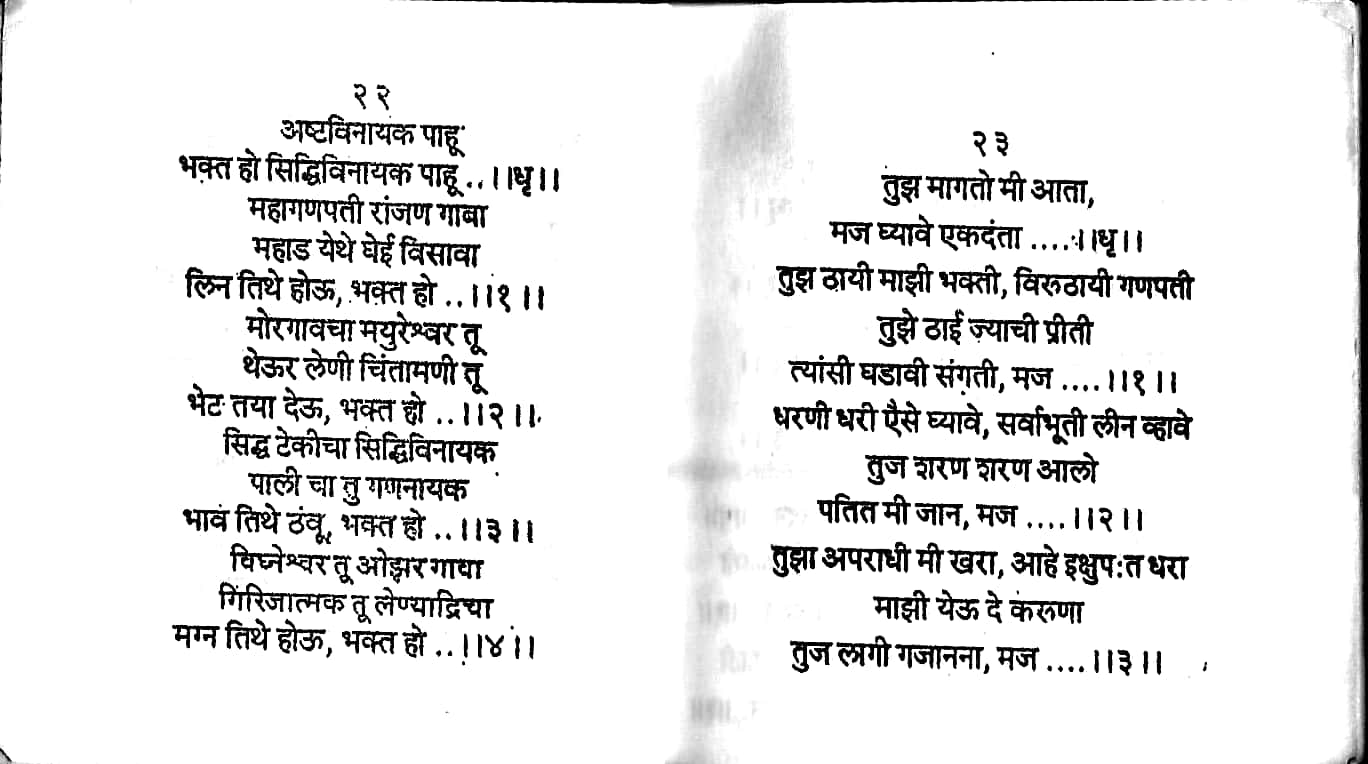 २२
अष्टविनायक पाहू
भक्त हो सिद्धिविनायक पाहू..।।धृ।।
महागणपती रांजण गावा
महाड येथे घेई विसावा
लिन तिथे होऊ, भक्त हो ..।।१।।
मोरगावचा मयुरेश्वर तू
थेऊर लेणी चिंतामणी तू
भेट तया देऊ, भक्त हो ..।।२।।
सिद्ध टेकीचा सिद्धिविनायक
पाली चा तु गणनायक
भाव तिथे ठेवू, भक्त हो ..।।३।।
विघ्नेश्वर तू ओझर गावा
गिरिजात्मक तू लेण्याद्रिचा
मग्न तिथे होऊ, भक्त हो ..।।४।।
२३
तुझ मागतो मी आता,
मज घ्यावे एकदंता ....।।धृ।।
तुझ ठायी माझी भक्ती, विरुठायी गणपती
तुझे ठाई ज्याची प्रीती
त्यांसी घडावी संगती, मज ....।।१।।
धरणी धरी ऐसे घ्यावे, सर्वाभूती लीन व्हावे
तुज शरण शरण आलो
पतित मी जान, मज ....।।२।।
तुझा अपराधी मी खरा, आहे इक्षुप:त धरा
माझी येऊ दे करुणा
तुज लागी गजानना, मज ....।।३।।